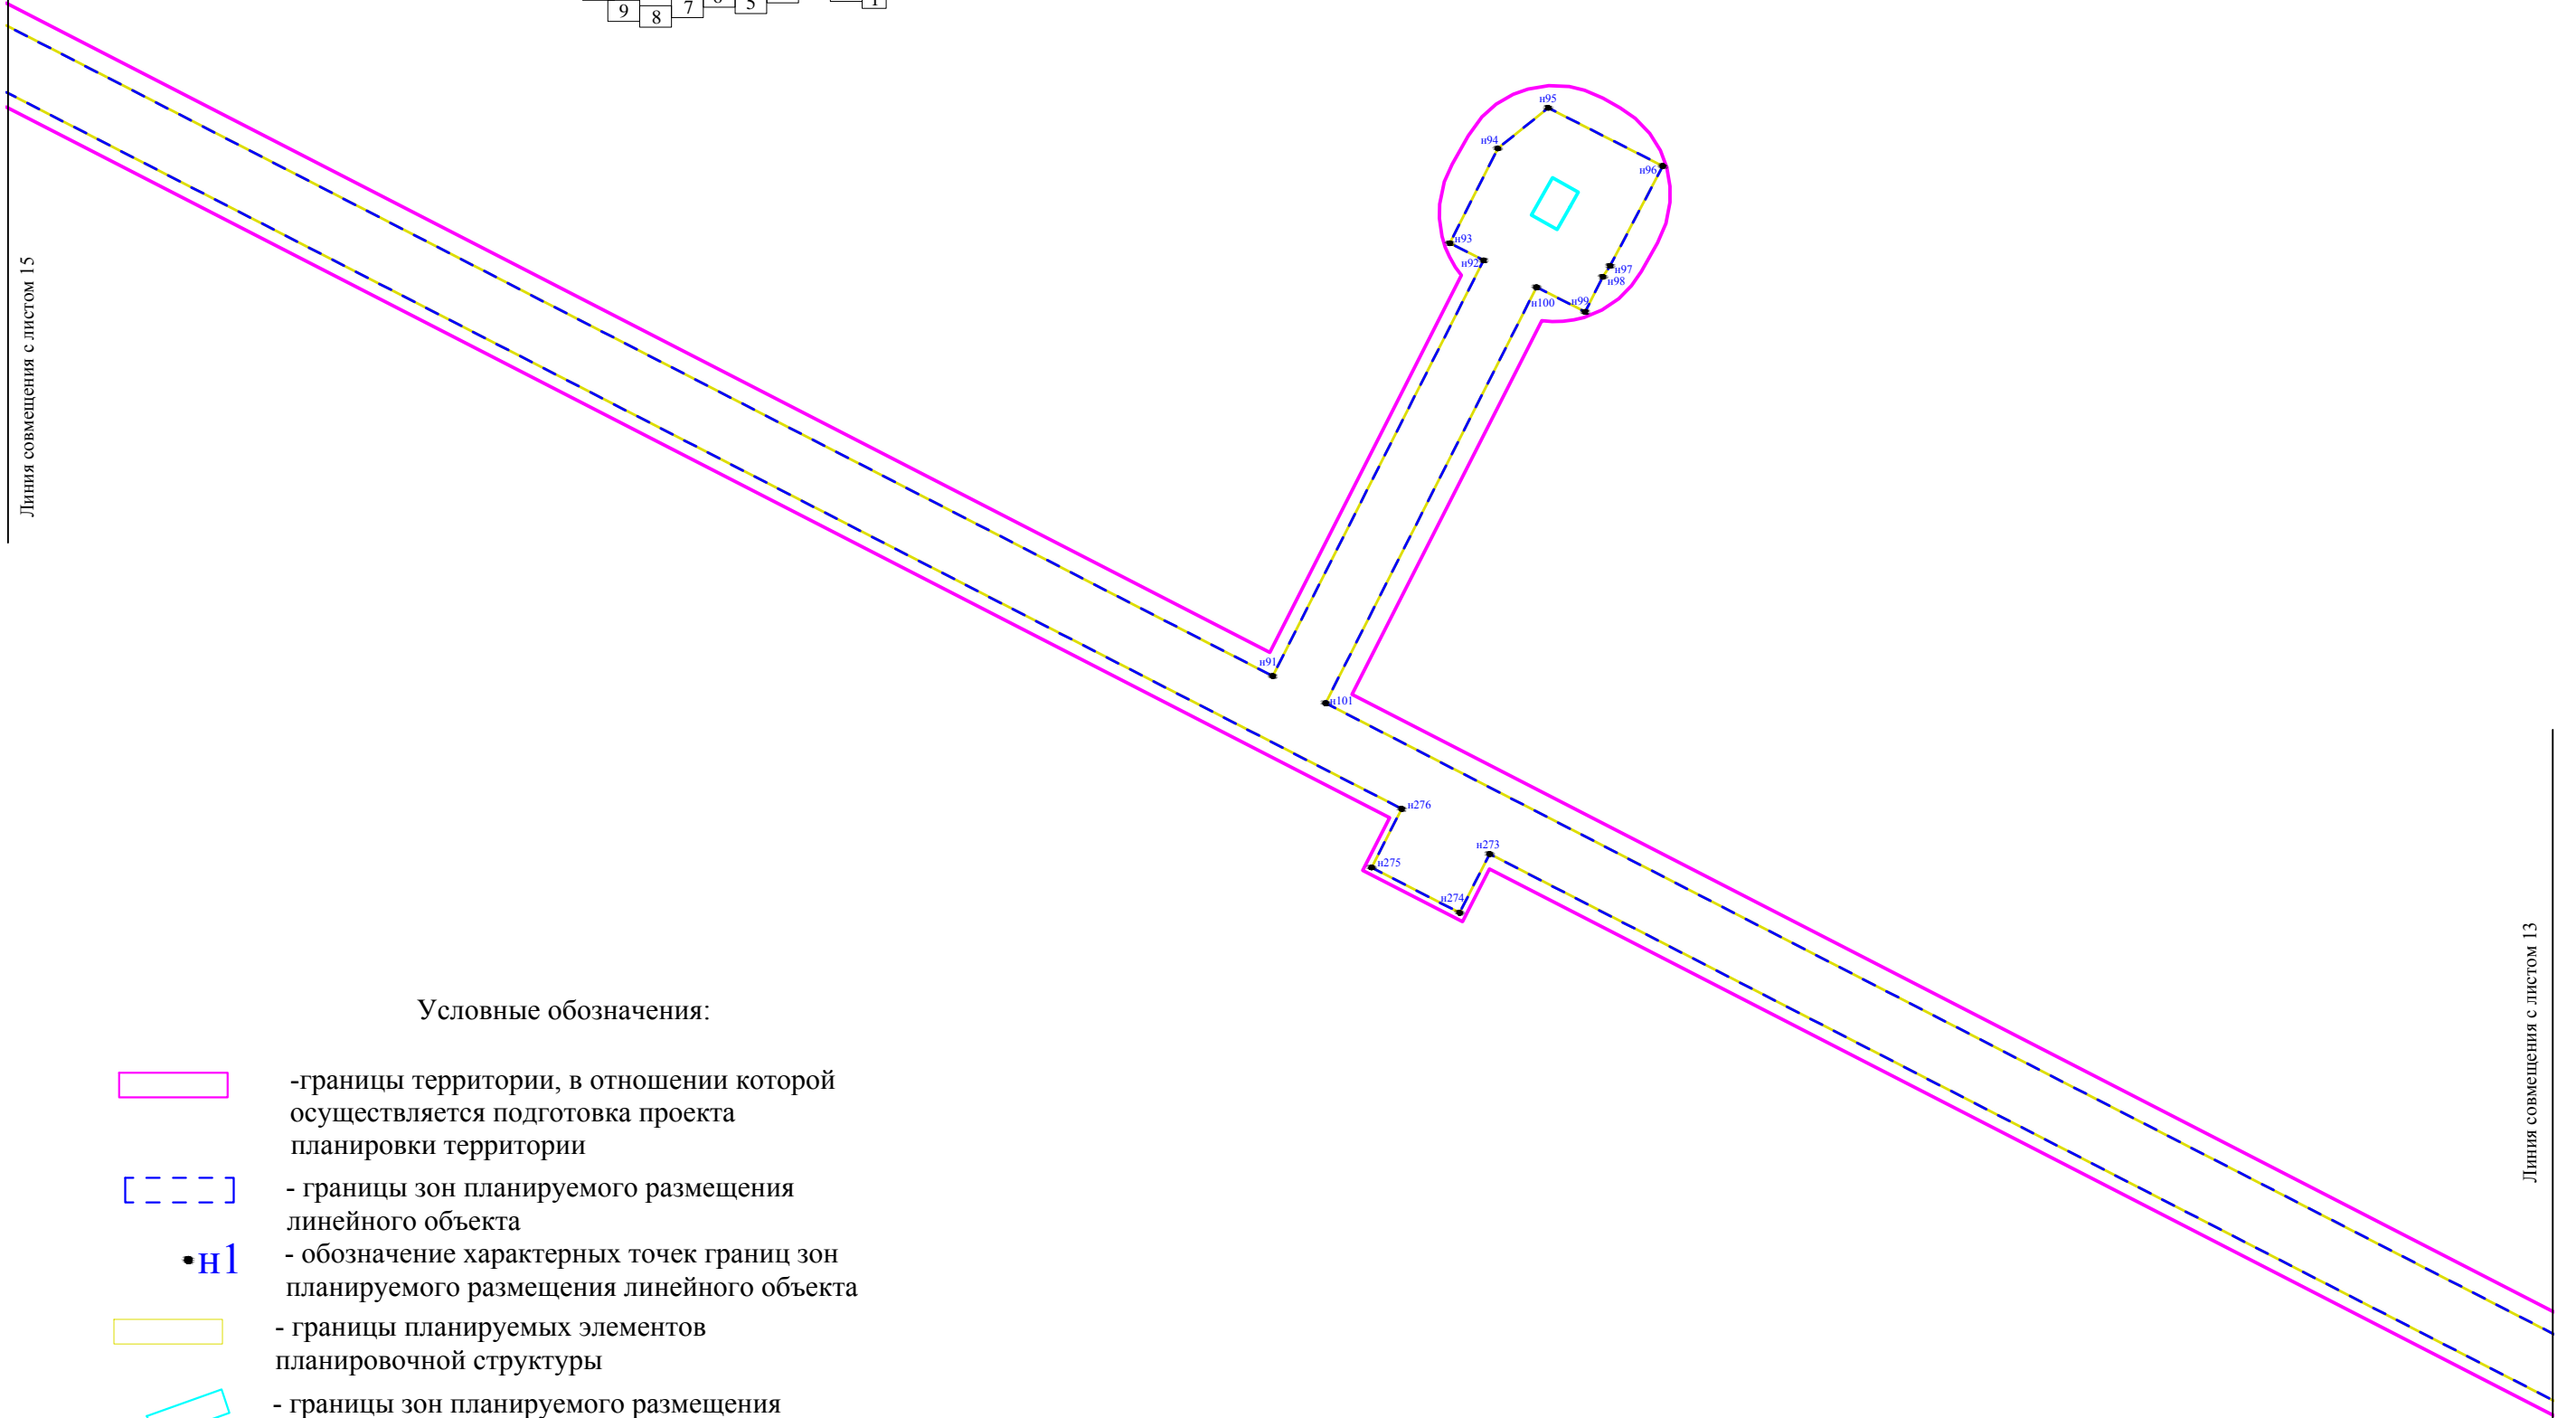 9 8 7 6 5
1
н95
н94
н96
н93
н92
н97
н98
н99
н100
Линия совмещения с листом 15
н91
н101
н276
н273
н275
н274
Линия совмещения с листом 13
Условные обозначения:
-границы территории, в отношении которой
осуществляется подготовка проекта
планировки территории
- границы зон планируемого размещения
линейного объекта
н1
- обозначение характерных точек границ зон
планируемого размещения линейного объекта
- границы планируемых элементов
планировочной структуры
- границы зон планируемого размещения